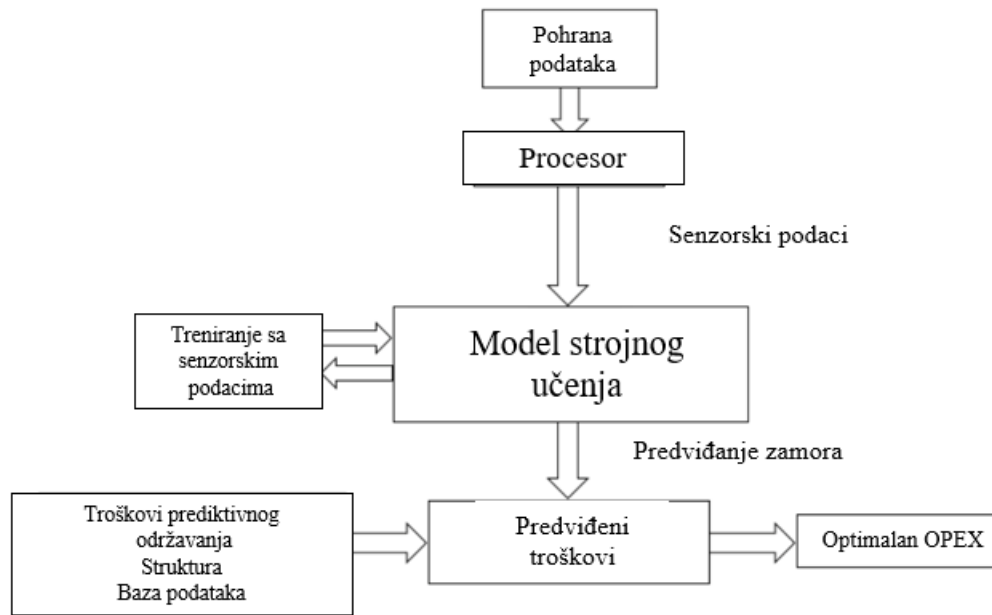 Pohrana
podataka
Procesor
Senzorski podaci
Treniranje sa
senzorskim
podacima
Model strojnog
učenja
Predviđanje zamora
Troškovi prediktivnog
održavanja
Struktura
Baza podataka
Predviđeni
troškovi
Optimalan OPEX